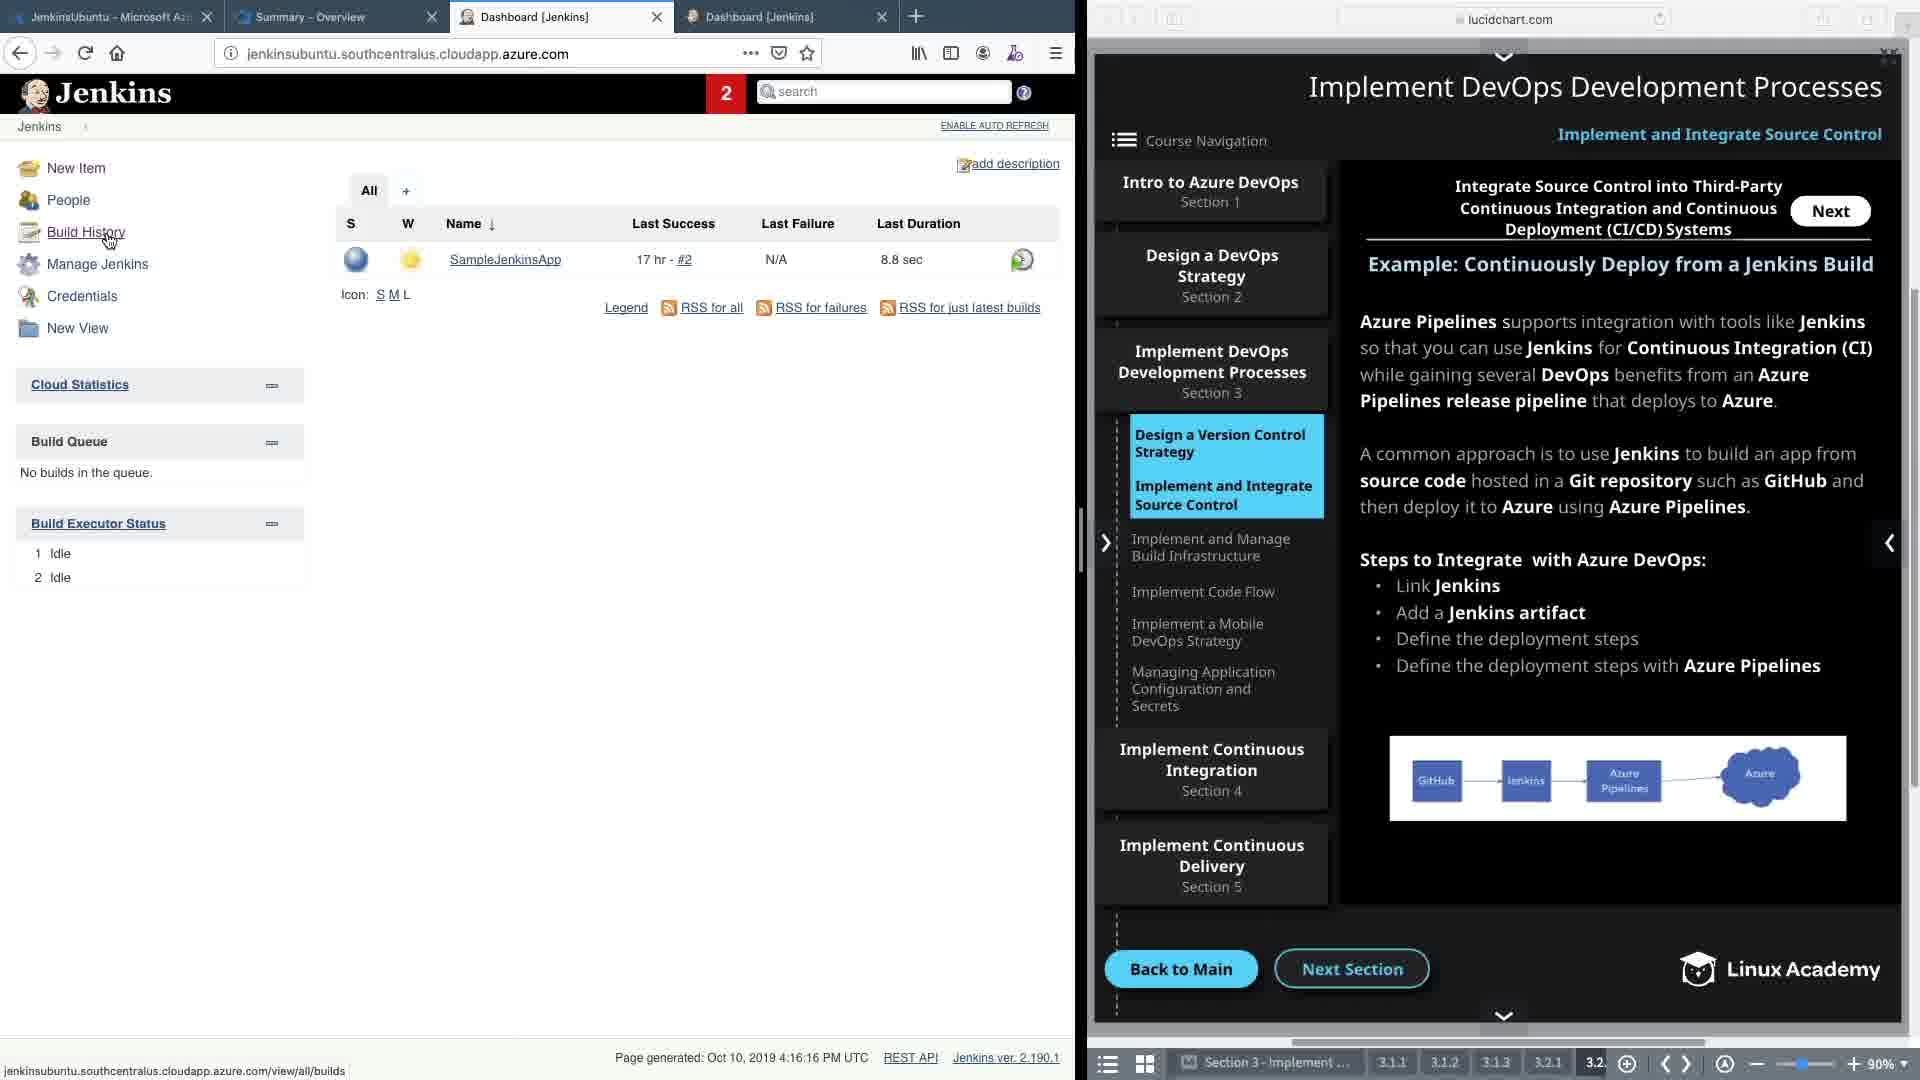 JenkinsUbuntu - Microsoft Az
Summary - Overview
Dashboard [Jenkins]
Dashboard [Jenkins]
jenkinsubuntu.southcentralus.cloudapp.azure.com
Jenkins
2
search
Jenkins
ENABLE AUTO REFRESH
New Item
People
Build History
Manage Jenkins
Credentials
New View
Cloud Statistics
Build Queue
No builds in the queue.
Build Executor Status
1 Idle
2 Idle
add description
All +
S W Name ↓ Last Success Last Failure Last Duration
SampleJenkinsApp 17 hr - #2 N/A 8.8 sec
Icon: S M L
Legend RSS for all RSS for failures RSS for just latest builds
Page generated: Oct 10, 2019 4:16:16 PM UTC REST API Jenkins ver. 2.190.1
jenkinsubuntu.southcentralus.cloudapp.azure.com/view/all/builds
lucidchart.com
Implement DevOps Development Processes
Course Navigation
Implement and Integrate Source Control
Intro to Azure DevOps
Section 1
Design a DevOps
Strategy
Section 2
Implement DevOps
Development Processes
Section 3
Design a Version Control
Strategy
Implement and Integrate
Source Control
Implement and Manage
Build Infrastructure
Implement Code Flow
Implement a Mobile
DevOps Strategy
Managing Application
Configuration and
Secrets
Implement Continuous
Integration
Section 4
Implement Continuous
Delivery
Section 5
Integrate Source Control into Third-Party
Continuous Integration and Continuous
Deployment (CI/CD) Systems
Next
Example: Continuously Deploy from a Jenkins Build
Azure Pipelines supports integration with tools like Jenkins
so that you can use Jenkins for Continuous Integration (CI)
while gaining several DevOps benefits from an Azure
Pipelines release pipeline that deploys to Azure.
A common approach is to use Jenkins to build an app from
source code hosted in a Git repository such as GitHub and
then deploy it to Azure using Azure Pipelines.
Steps to Integrate with Azure DevOps:
• Link Jenkins
• Add a Jenkins artifact
• Define the deployment steps
• Define the deployment steps with Azure Pipelines
GitHub
Jenkins
Azure
Pipelines
Azure
Back to Main
Next Section
Linux Academy
Section 3 - Implement ... 3.1.1 3.1.2 3.1.3 3.2.1 3.2. 90%